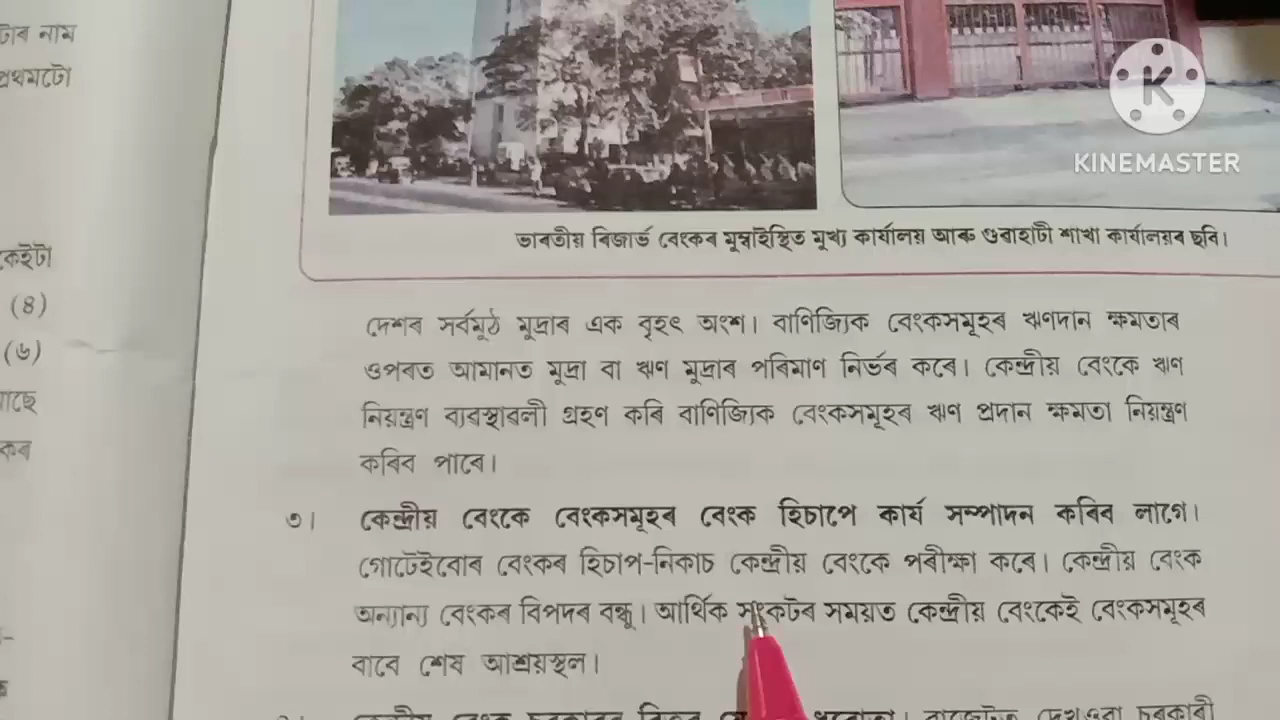 টাৰ নাম
প্ৰথমটো
কেইটা
(৪)
(৬)
াছে
কৰ
KINEMASTER
ভাৰতীয় ৰিজাৰ্ভ বেংকৰ মুম্বাইস্থিত মুখ্য কাৰ্যালয় আৰু গুৱাহাটী শাখা কাৰ্যালয়ৰ ছবি।
দেশৰ সৰ্বমুঠ মুদ্ৰাৰ এক বৃহৎ অংশ। বাণিজ্যিক বেংকসমূহৰ ঋণদান ক্ষমতাৰ
ওপৰত আমানত মুদ্ৰা বা ঋণ মুদ্ৰাৰ পৰিমাণ নিৰ্ভৰ কৰে। কেন্দ্ৰীয় বেংকে ঋণ
নিয়ন্ত্ৰণ ব্যৱস্থাৱলী গ্ৰহণ কৰি বাণিজ্যিক বেংকসমূহৰ ঋণ প্ৰদান ক্ষমতা নিয়ন্ত্ৰণ
কৰিব পাৰে।
৩। কেন্দ্ৰীয় বেংকে বেংকসমূহৰ বেংক হিচাপে কাৰ্য সম্পাদন কৰিব লাগে।
গোটেইবোৰ বেংকৰ হিচাপ-নিকাচ কেন্দ্ৰীয় বেংকে পৰীক্ষা কৰে। কেন্দ্ৰীয় বেংক
অন্যান্য বেংকৰ বিপদৰ বন্ধু। আৰ্থিক সংকটৰ সময়ত কেন্দ্ৰীয় বেংকেই বেংকসমূহৰ
বাবে শেষ আশ্ৰয়স্থল।